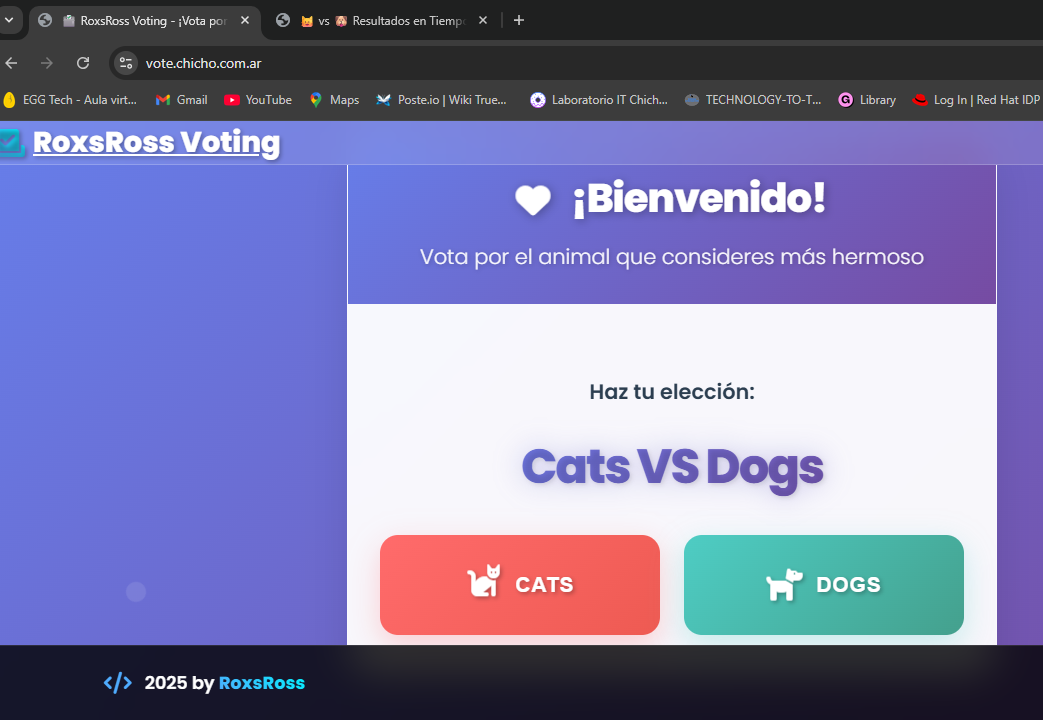 RoxsRoss Voting - ¡Vota por
vs Resultados en Tiempo
vote.chicho.com.ar
EGG Tech - Aula virt...
Gmail
YouTube
Maps
Poste.io | Wiki True...
Laboratorio IT Chich...
TECHNOLOGY-TO-T...
G Library
Log In | Red Hat IDP
RoxsRoss Voting
¡Bienvenido!
Vota por el animal que consideres más hermoso
Haz tu elección:
Cats VS Dogs
CATS
DOGS
</> 2025 by RoxsRoss